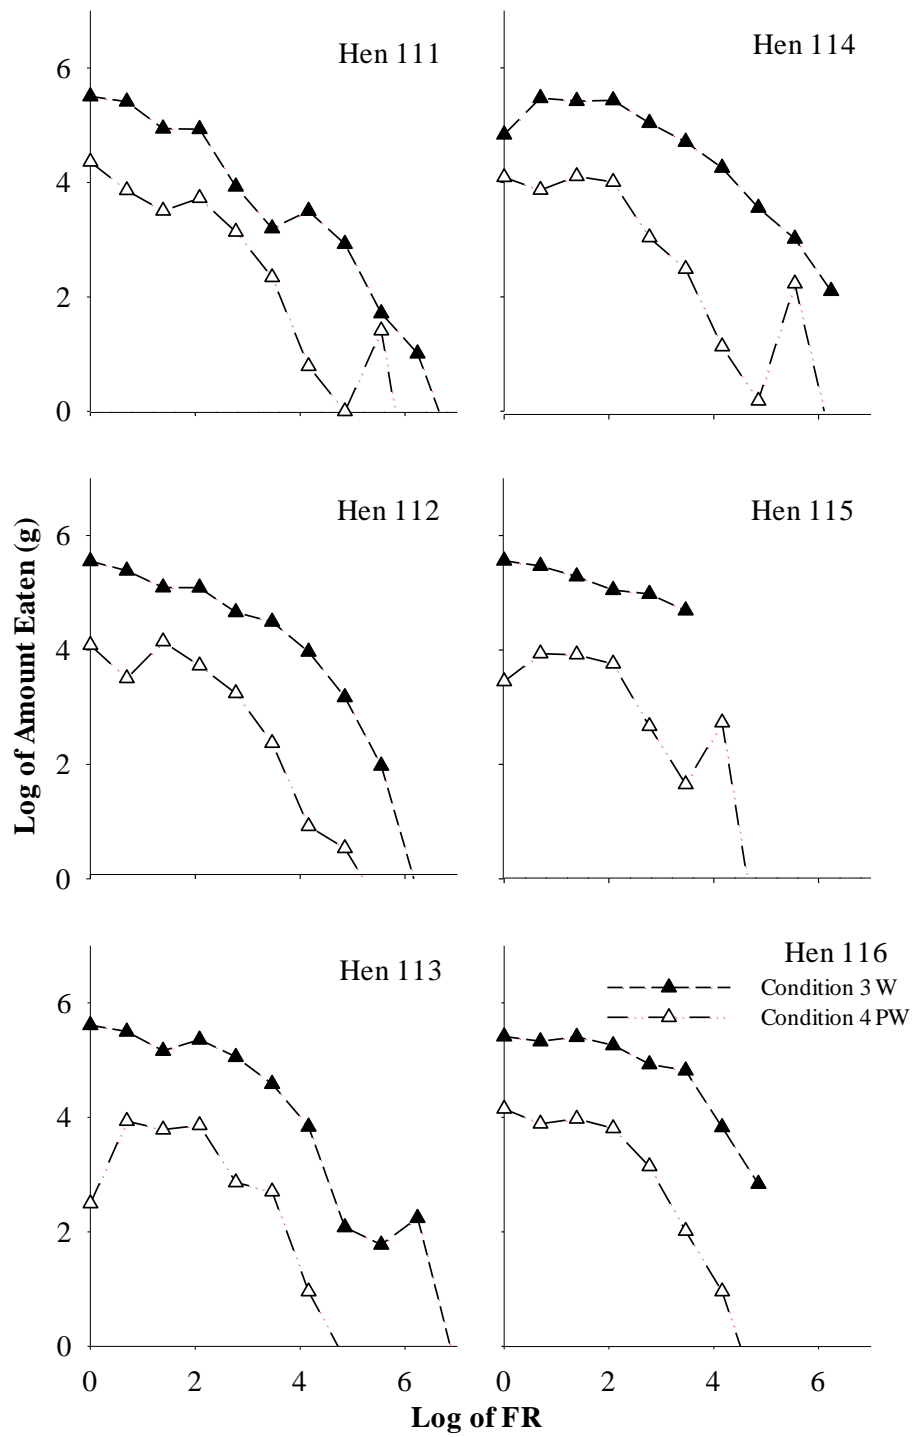 Hen 111
Hen 114
6
4
2
0
Hen 112
Hen 115
6
4
2
0
Log of Amount Eaten (g)
Hen 113
Hen 116
Condition 3 W
Condition 4 PW
6
4
2
0
0 2 4 6
0 2 4 6
Log of FR